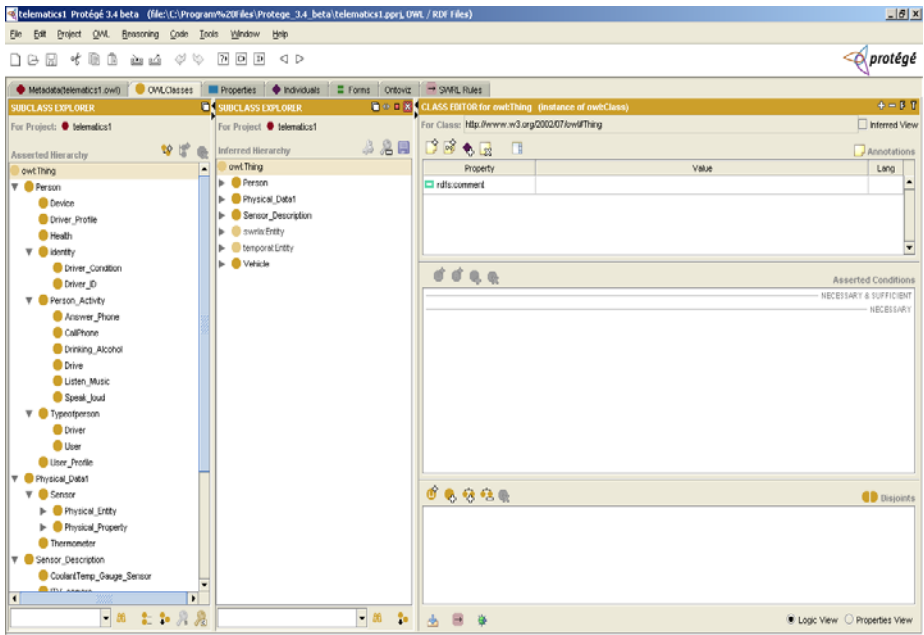 telematics1 Protégé 3.4 beta (file:\C:\Program%20Files\Protege_3.4_beta\telematics1.pprj, OWL / RDF Files)
File Edit Project OWL Reasoning Code Tools Window Help
protégé
Metadata(telematics1.owl) OWLClasses Properties Individuals Forms Ontoviz SWRL Rules
SUBCLASS EXPLORER
For Project: telematics1
Asserted Hierarchy
owl:Thing
Person
Device
Driver_Profile
Health
identity
Driver_Condition
Driver_ID
Person_Activity
Answer_Phone
CallPhone
Drinking_Alcohol
Drive
Listen_Music
Speak_loud
Typeofperson
Driver
User
User_Profile
Physical_Data1
Sensor
Physical_Entity
Physical_Property
Thermometer
Sensor_Description
CoolantTemp_Gauge_Sensor
SUBCLASS EXPLORER
For Project: telematics1
Inferred Hierarchy
owl:Thing
Person
Physical_Data1
Sensor_Description
swrla:Entity
temporal:Entity
Vehicle
CLASS EDITOR for owl:Thing (instance of owl:Class)
For Class: http://www.w3.org/2002/07/owl#Thing
Inferred View
Annotations
Property Value Lang
rdfs:comment
Asserted Conditions
NECESSARY & SUFFICIENT
NECESSARY
Disjoints
Logic View Properties View